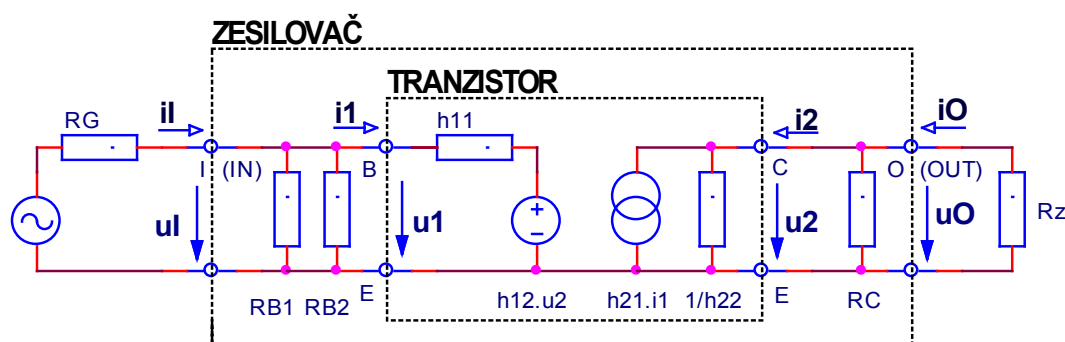 ZESILOVAČ
TRANZISTOR
RG
iI
i1
h11
i2
iO
I
(IN)
B
C
O
(OUT)
uI
u1
u2
uO
Rz
E
E
RB1
RB2
h12.u2
h21.i1
1/h22
RC